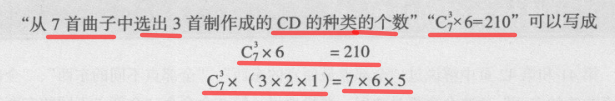 “从 7 首曲子中选出 3 首制作成的 CD 的种类的个数”“C₇³×6=210”可以写成
C₇³×6 =210
C₇³×(3×2×1)=7×6×5